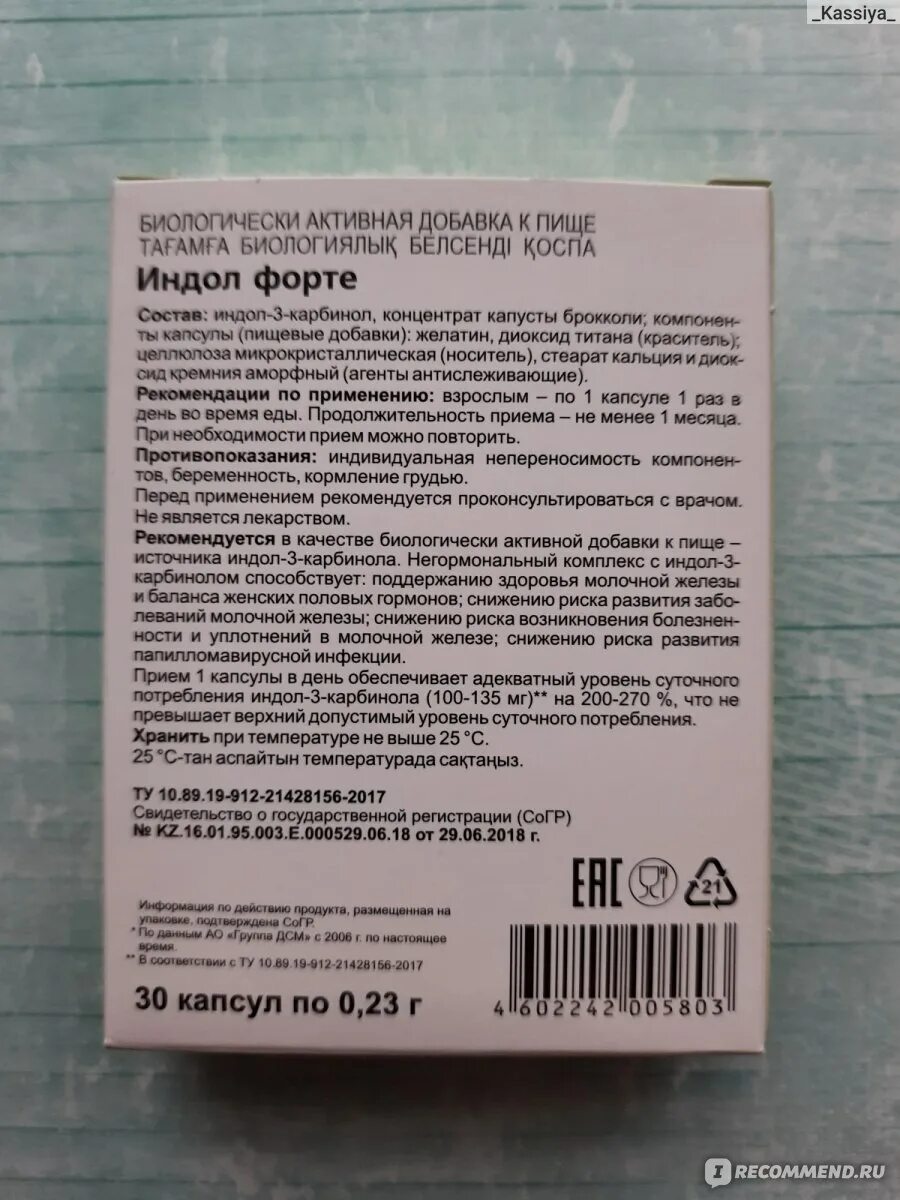 _Kassiya_
БИОЛОГИЧЕСКИ АКТИВНАЯ ДОБАВКА К ПИЩЕ
ТАҒАМҒА БИОЛОГИЯЛЫҚ БЕЛСЕНДІ ҚОСПА
Индол форте
Состав: индол-3-карбинол, концентрат капусты брокколи; компонен-
ты капсулы (пищевые добавки): желатин, диоксид титана (краситель);
целлюлоза микрокристаллическая (носитель), стеарат кальция и диок-
сид кремния аморфный (агенты антислеживающие).
Рекомендации по применению: взрослым – по 1 капсуле 1 раз в
день во время еды. Продолжительность приема – не менее 1 месяца.
При необходимости прием можно повторить.
Противопоказания: индивидуальная непереносимость компонен-
тов, беременность, кормление грудью.
Перед применением рекомендуется проконсультироваться с врачом.
Не является лекарством.
Рекомендуется в качестве биологически активной добавки к пище –
источника индол-3-карбинола. Негормональный комплекс с индол-3-
карбинолом способствует: поддержанию здоровья молочной железы
и баланса женских половых гормонов; снижению риска развития забо-
леваний молочной железы; снижению риска возникновения болезнен-
ности и уплотнений в молочной железе; снижению риска развития
папилломавирусной инфекции.
Прием 1 капсулы в день обеспечивает адекватный уровень суточного
потребления индол-3-карбинола (100-135 мг)** на 200-270 %, что не
превышает верхний допустимый уровень суточного потребления.
Хранить при температуре не выше 25 °С.
25 °С-тан аспайтын температурада сақтаңыз.
ТУ 10.89.19-912-21428156-2017
Свидетельство о государственной регистрации (СоГР)
№ KZ.16.01.95.003.E.000529.06.18 от 29.06.2018 г.
EAC
21
Информация по действию продукта, размещенная на
упаковке, подтверждена СоГР.
* По данным АО «Группа ДСМ» с 2006 г. по настоящее
время.
** В соответствии с ТУ 10.89.19-912-21428156-2017
30 капсул по 0,23 г
4 602242 005803
I RECOMMEND.RU